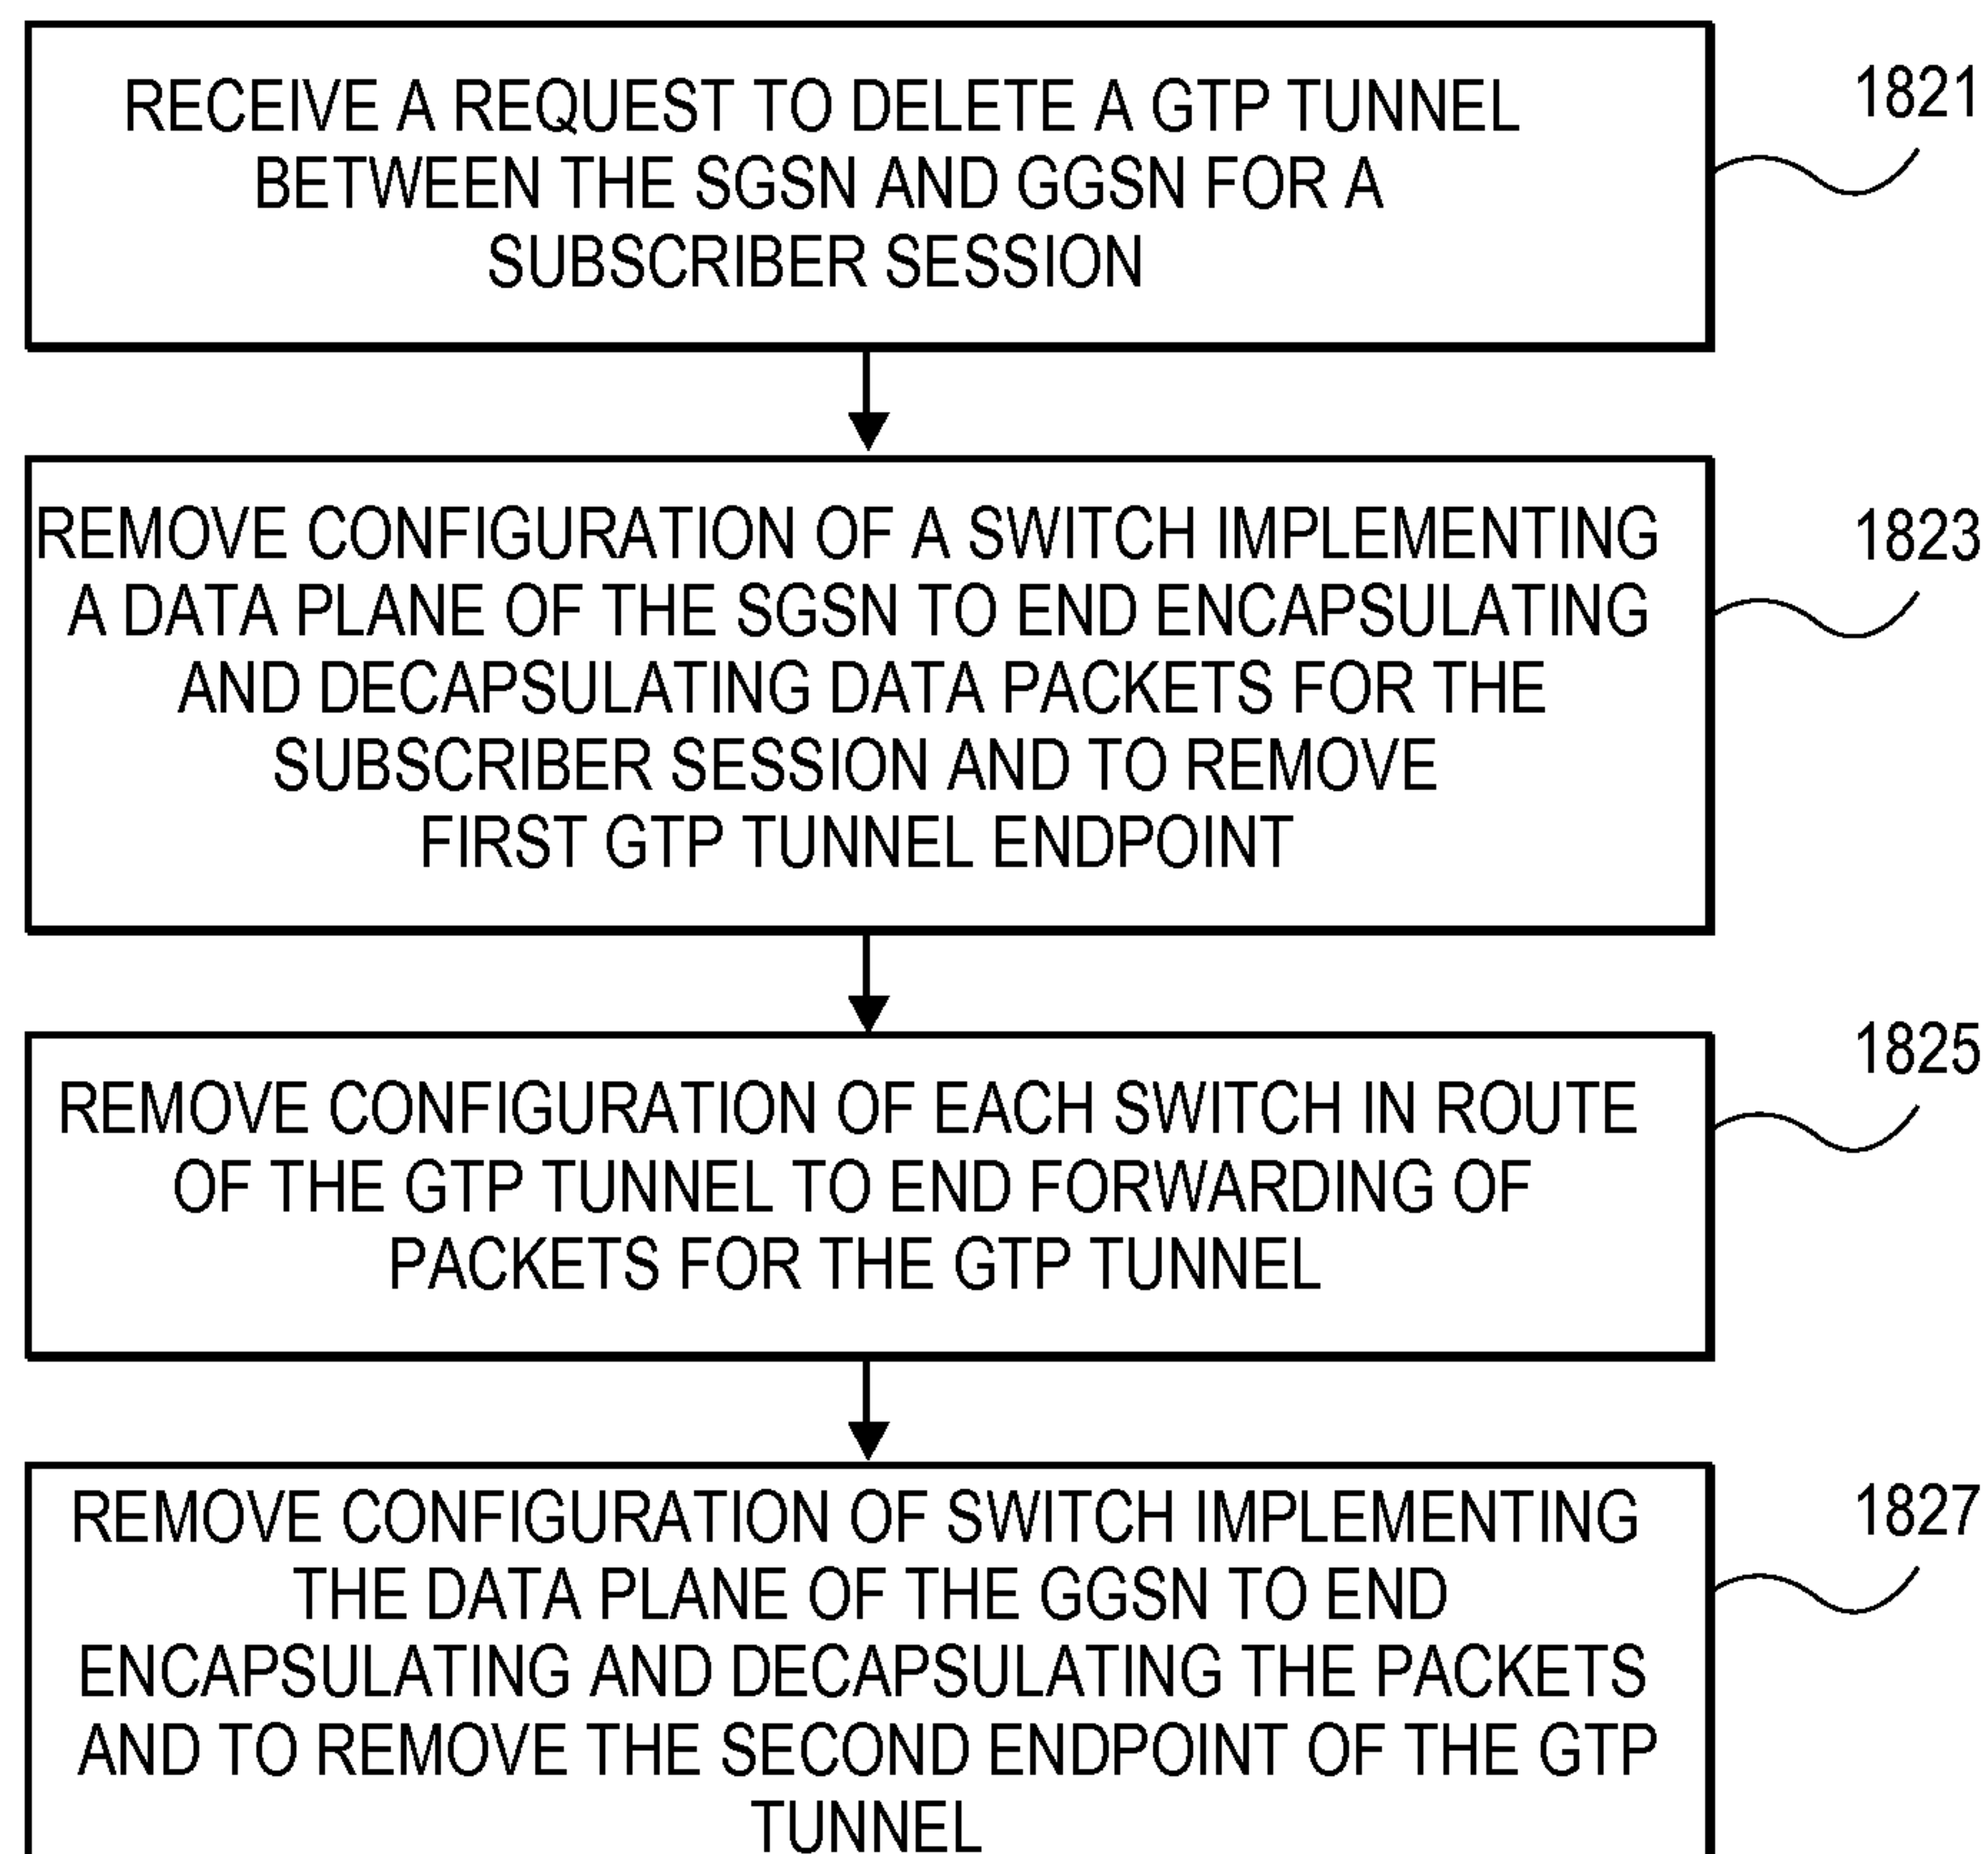 RECEIVE A REQUEST TO DELETE A GTP TUNNEL
BETWEEN THE SGSN AND GGSN FOR A
SUBSCRIBER SESSION
1821
REMOVE CONFIGURATION OF A SWITCH IMPLEMENTING
A DATA PLANE OF THE SGSN TO END ENCAPSULATING
AND DECAPSULATING DATA PACKETS FOR THE
SUBSCRIBER SESSION AND TO REMOVE
FIRST GTP TUNNEL ENDPOINT
1823
REMOVE CONFIGURATION OF EACH SWITCH IN ROUTE
OF THE GTP TUNNEL TO END FORWARDING OF
PACKETS FOR THE GTP TUNNEL
1825
REMOVE CONFIGURATION OF SWITCH IMPLEMENTING
THE DATA PLANE OF THE GGSN TO END
ENCAPSULATING AND DECAPSULATING THE PACKETS
AND TO REMOVE THE SECOND ENDPOINT OF THE GTP
TUNNEL
1827